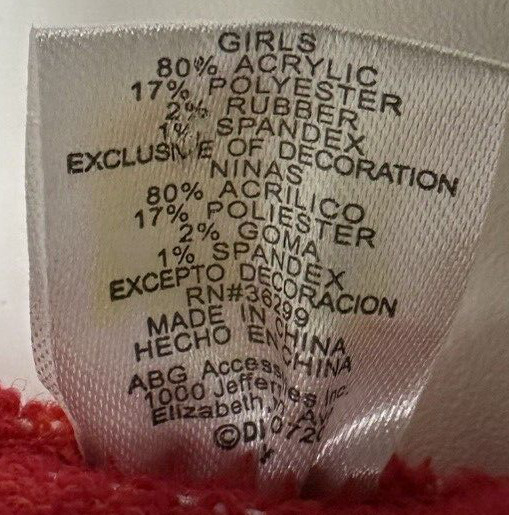 GIRLS
80% ACRYLIC
17% POLYESTER
2% RUBBER
1% SPANDEX
EXCLUSIVE OF DECORATION
NINAS
80% ACRILICO
17% POLIESTER
2% GOMA
1% SPANDEX
EXCEPTO DECORACION
RN#36299
MADE IN CHINA
HECHO EN CHINA
ABG Inc.
1000
Elizabeth,